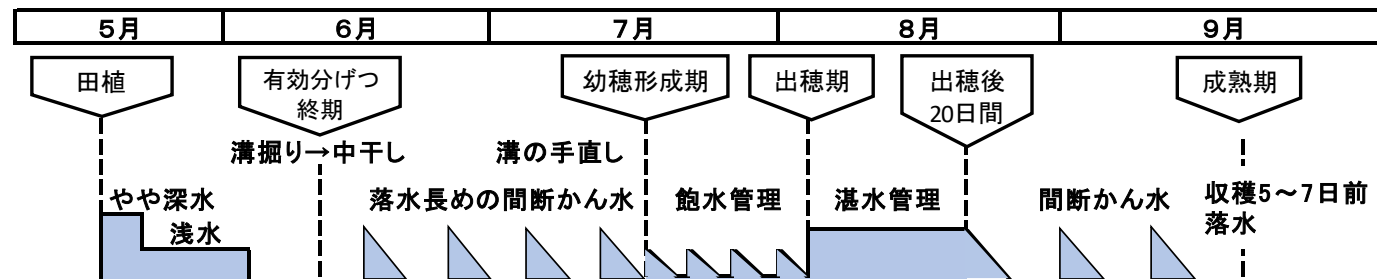 5月 6月 7月 8月 9月
田植
有効分げつ
終期
幼穂形成期
出穂期
出穂後
20日間
成熟期
溝掘り→中干し
溝の手直し
やや深水
浅水
落水長めの間断かん水
飽水管理
湛水管理
間断かん水
収穫5～7日前
落水